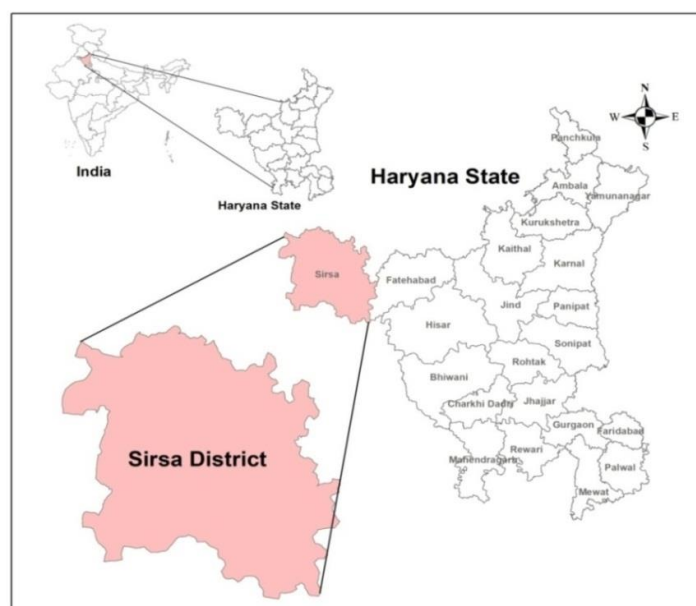 India
Haryana State
N
W E
S
Haryana State
Panchkula
Ambala
Yamunanagar
Kurukshetra
Kaithal
Karnal
Sirsa
Fatehabad
Jind
Panipat
Hisar
Sonipat
Rohtak
Bhiwani
Charkhi Dadri
Jhajjar
Gurgaon
Faridabad
Mahendragarh
Rewari
Palwal
Mewat
Sirsa District